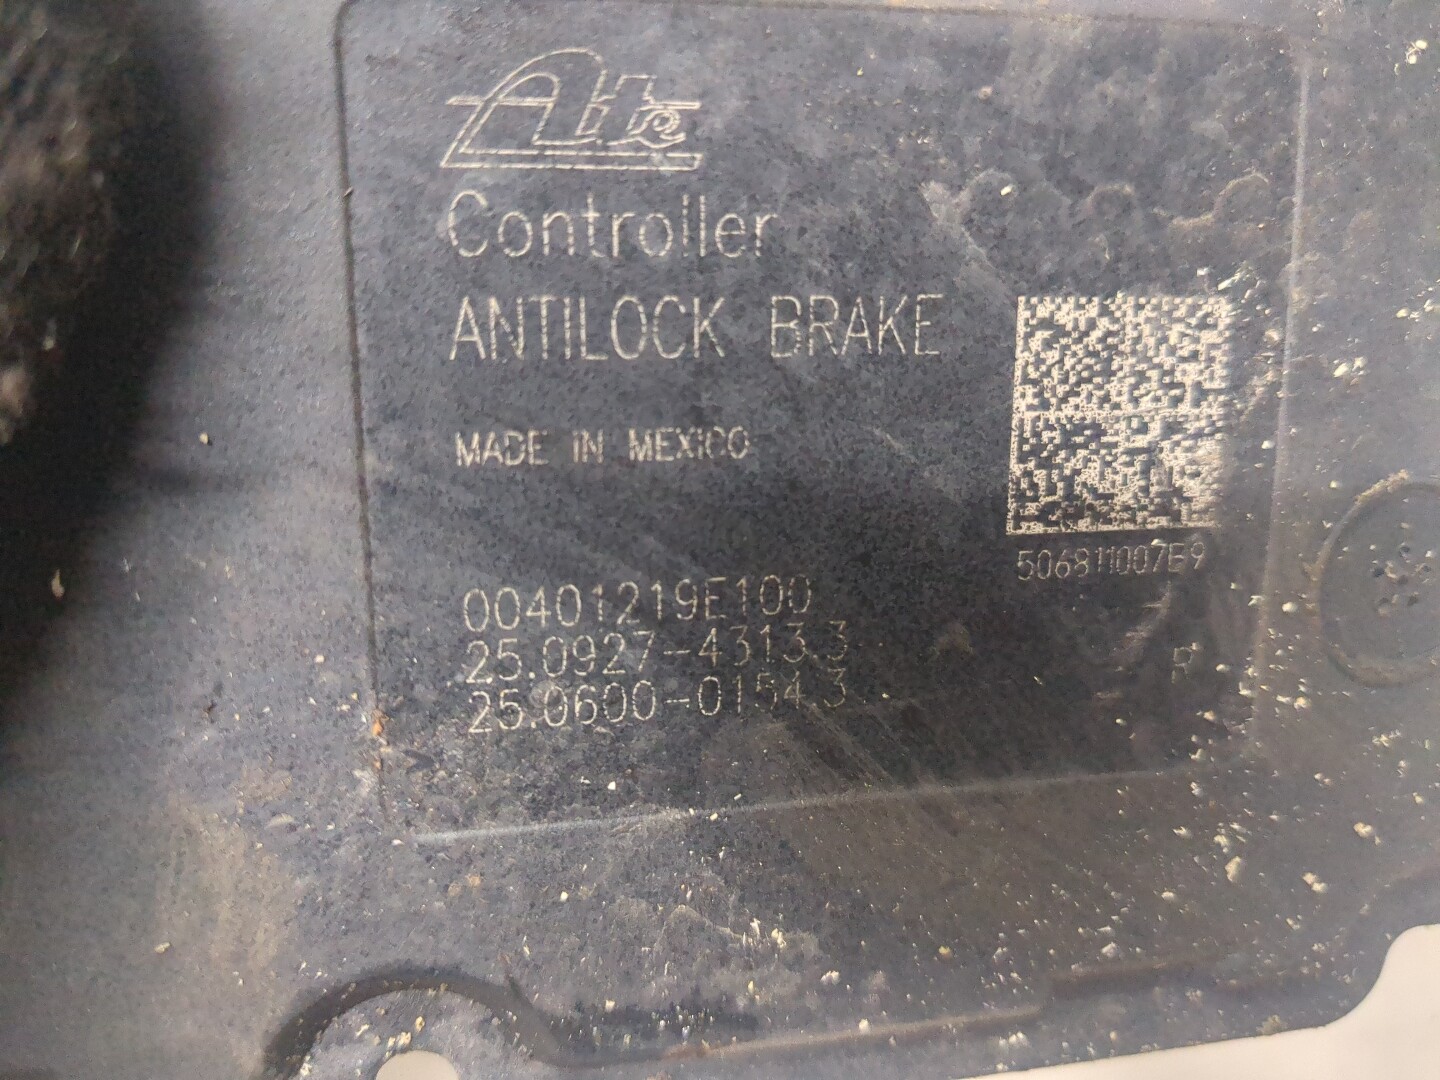 Ate
Controller
ANTILOCK BRAKE
MADE IN MEXICO
506811007E9
00401219E100
25.0927-4313.3
25.0600-0154.3
R